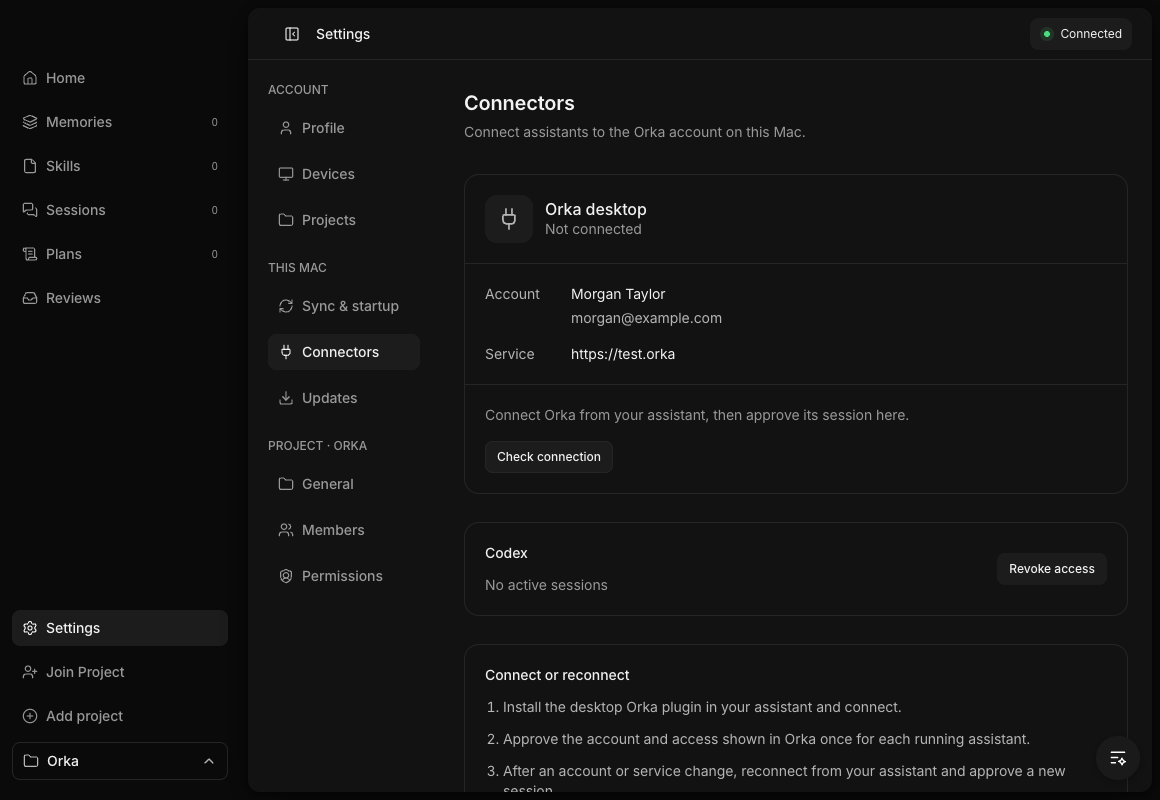 Settings
Connected
Home
Memories 0
Skills 0
Sessions 0
Plans 0
Reviews
Settings
Join Project
Add project
Orka
ACCOUNT
Profile
Devices
Projects
THIS MAC
Sync & startup
Connectors
Updates
PROJECT · ORKA
General
Members
Permissions
Connectors
Connect assistants to the Orka account on this Mac.
Orka desktop
Not connected
Account Morgan Taylor
morgan@example.com
Service https://test.orka
Connect Orka from your assistant, then approve its session here.
Check connection
Codex
No active sessions
Revoke access
Connect or reconnect
1. Install the desktop Orka plugin in your assistant and connect.
2. Approve the account and access shown in Orka once for each running assistant.
3. After an account or service change, reconnect from your assistant and approve a new
session.